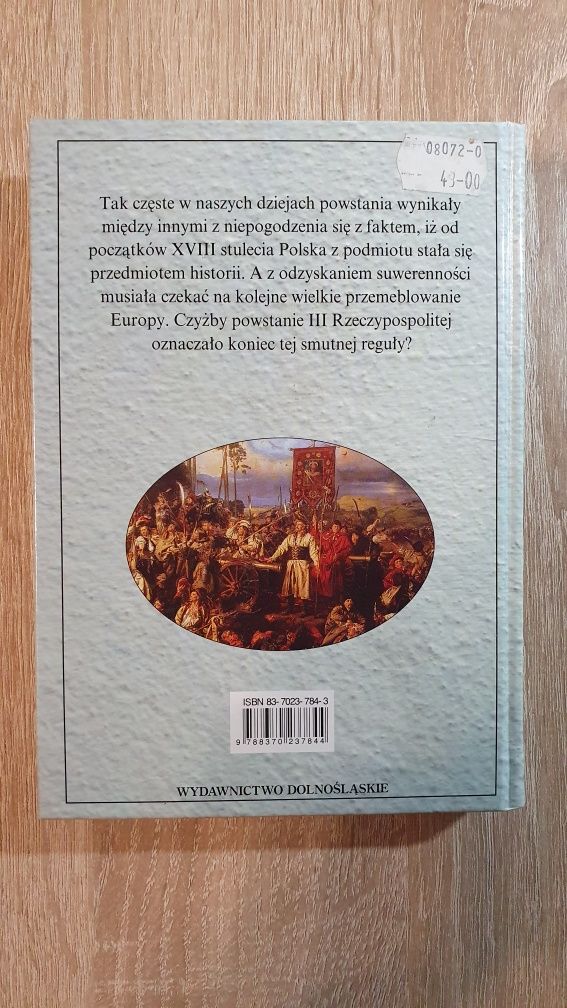 08072-0
49-00
Tak częste w naszych dziejach powstania wynikały
między innymi z niepogodzenia się z faktem, iż od
początków XVIII stulecia Polska z podmiotu stała się
przedmiotem historii. A z odzyskaniem suwerenności
musiała czekać na kolejne wielkie przemeblowanie
Europy. Czyżby powstanie III Rzeczypospolitej
oznaczało koniec tej smutnej reguły?
ISBN 83-7023-784-3
9 788370 237844
WYDAWNICTWO DOLNOŚLĄSKIE